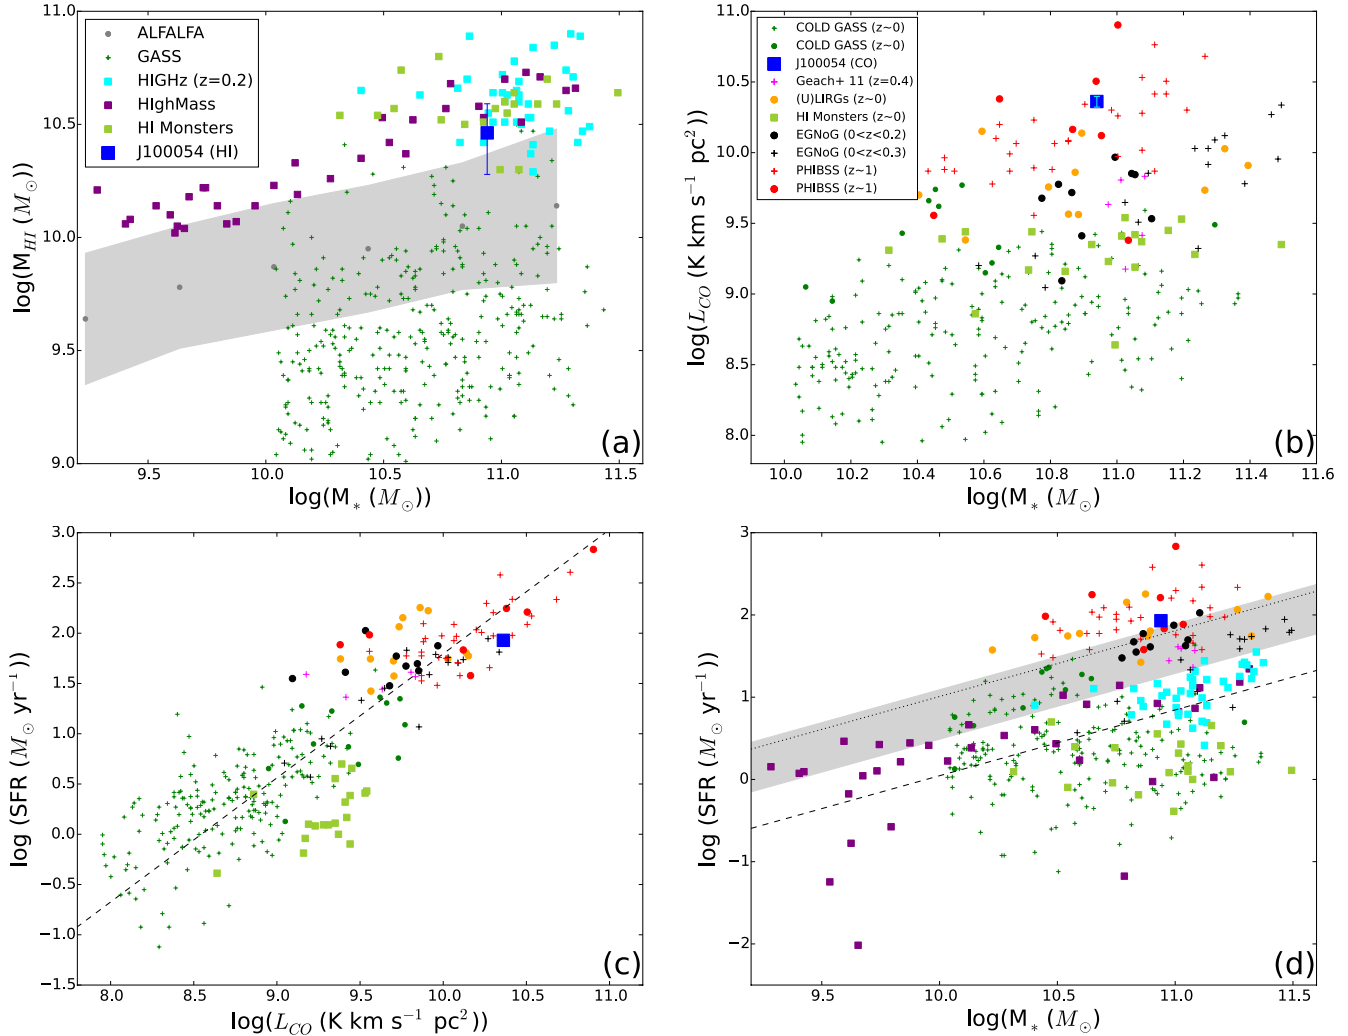 11.0
10.5
10.0
9.5
9.0
log(M_HI (M_⊙))
ALFALFA
GASS
HIGHz (z=0.2)
HIghMass
HI Monsters
J100054 (HI)
(a)
9.5 10.0 10.5 11.0 11.5
log(M_* (M_⊙))
11.0
10.5
10.0
9.5
9.0
8.5
8.0
log(L_CO (K km s⁻¹ pc²)
COLD GASS (z~0)
COLD GASS (z~0)
J100054 (CO)
Geach+ 11 (z=0.4)
(U)LIRGs (z~0)
HI Monsters (z~0)
EGNoG (0<z<0.2)
EGNoG (0<z<0.3)
PHIBSS (z~1)
PHIBSS (z~1)
(b)
10.0 10.2 10.4 10.6 10.8 11.0 11.2 11.4 11.6
log(M_* (M_⊙)
3.0
2.5
2.0
1.5
1.0
0.5
0.0
−0.5
−1.0
−1.5
log (SFR (M_⊙ yr⁻¹))
(c)
8.0 8.5 9.0 9.5 10.0 10.5 11.0
log(L_CO (K km s⁻¹ pc²)
3
2
1
0
−1
−2
log (SFR (M_⊙ yr⁻¹))
(d)
9.5 10.0 10.5 11.0 11.5
log(M_* (M_⊙)